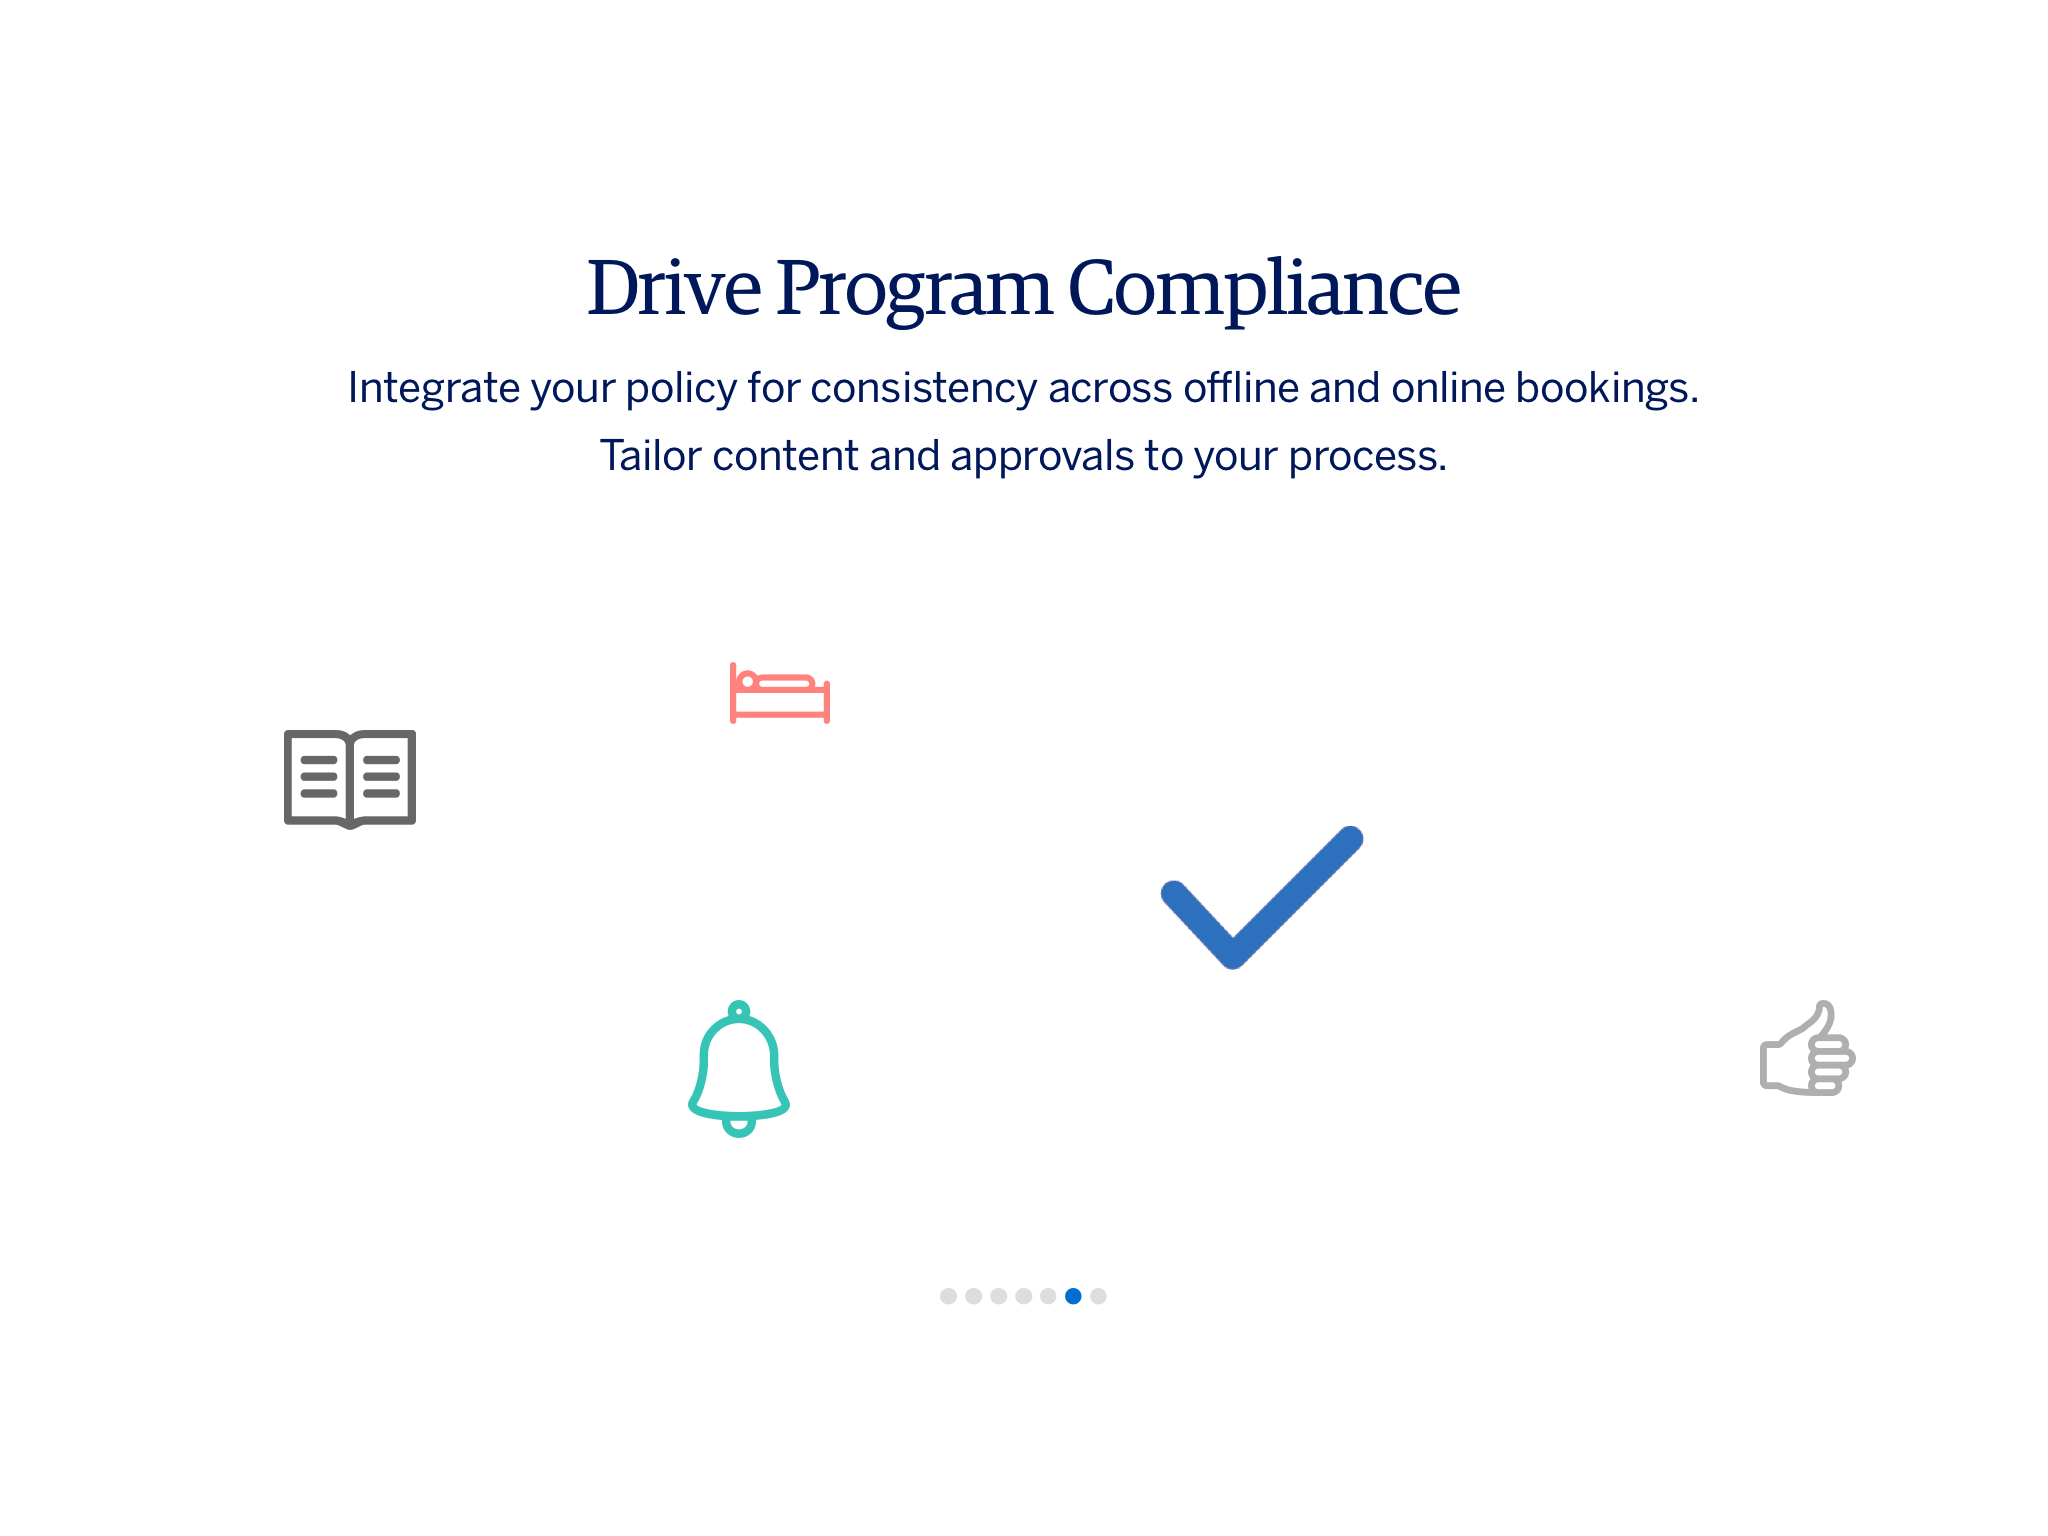 Drive Program Compliance
Integrate your policy for consistency across offline and online bookings.
Tailor content and approvals to your process.